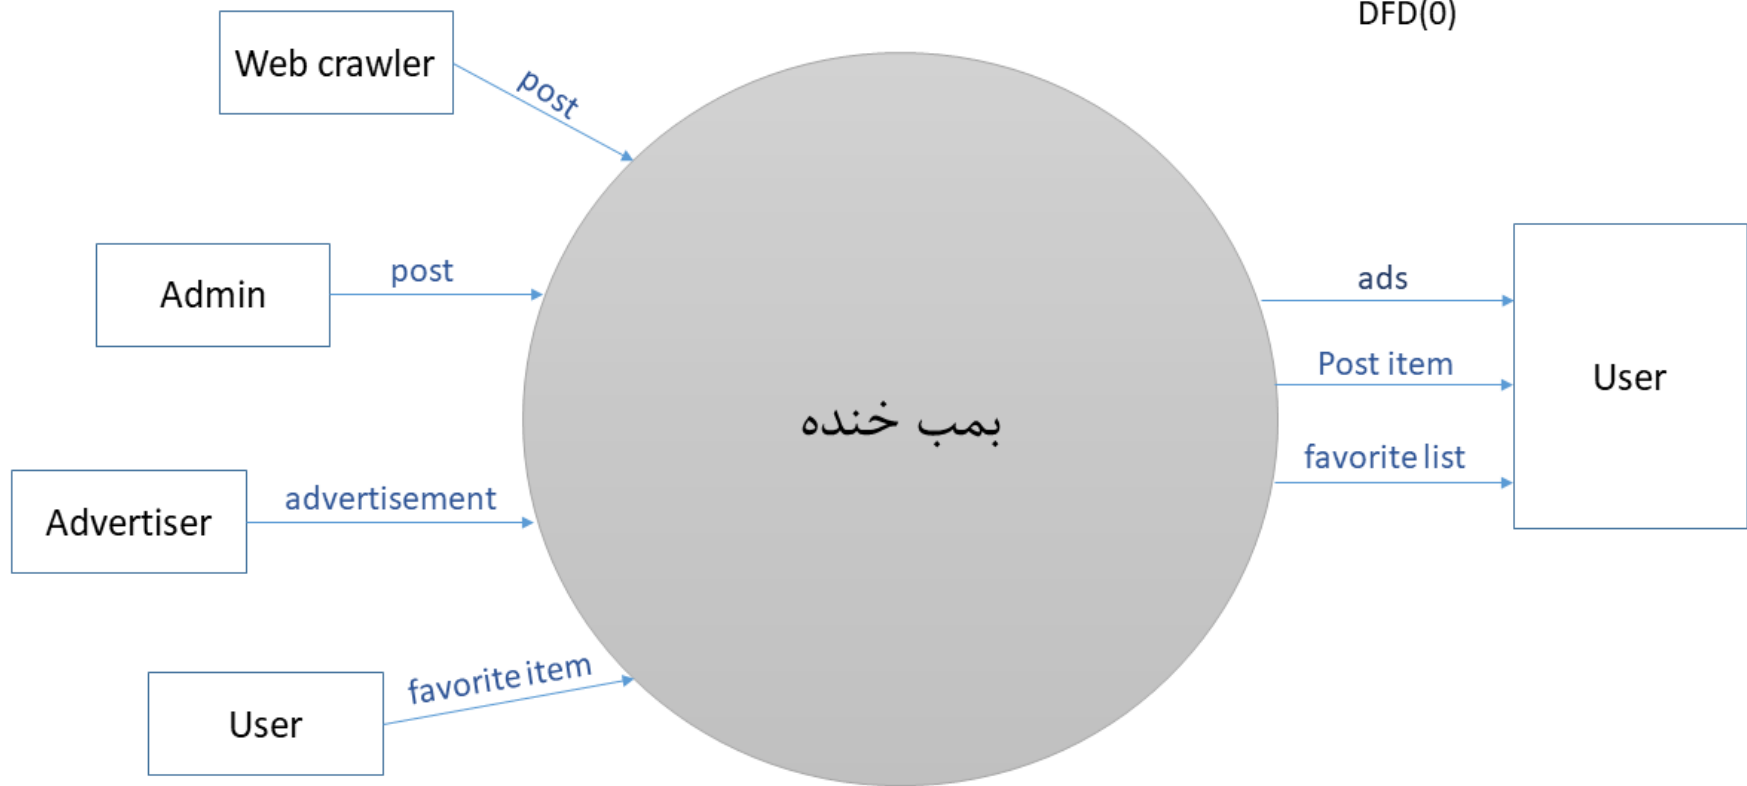 DFD(0)
Web crawler
post
Admin
post
Advertiser
advertisement
User
favorite item
بمب خنده
ads
Post item
favorite list
User